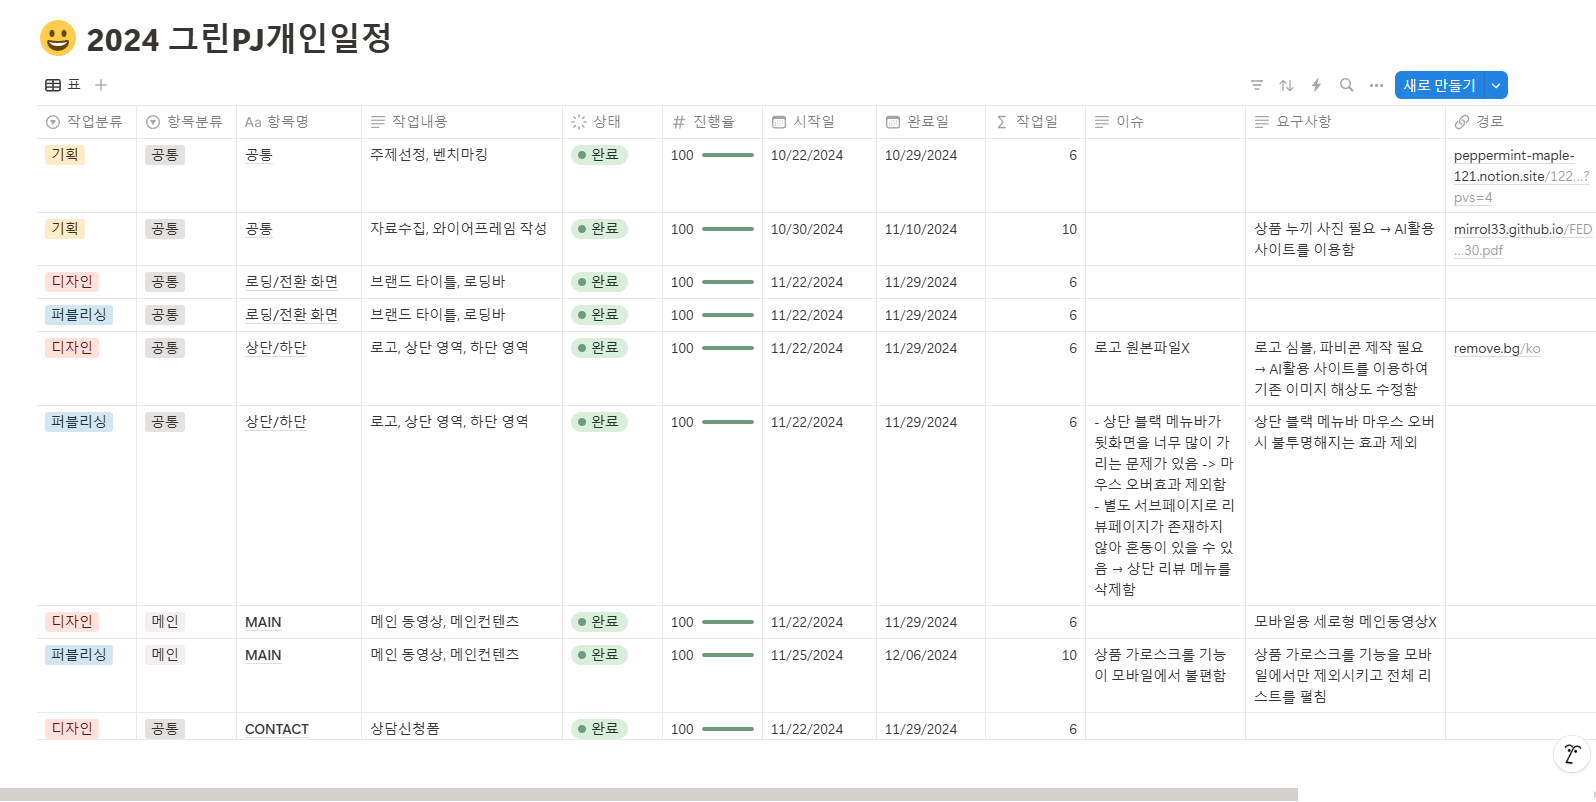 2024 그린PJ개인일정
표
새로 만들기
작업분류 항목분류 Aa 항목명 작업내용 상태 # 진행율 시작일 완료일 Σ 작업일 이슈 요구사항 경로
기획 공통 공통 주제선정, 벤치마킹 완료 100 10/22/2024 10/29/2024 6 peppermint-maple-
121.notion.site/122...?
pvs=4
기획 공통 공통 자료수집, 와이어프레임 작성 완료 100 10/30/2024 11/10/2024 10 상품 누끼 사진 필요 → AI활용 mirrol33.github.io/FED
사이트를 이용함 ...30.pdf
디자인 공통 로딩/전환 화면 브랜드 타이틀, 로딩바 완료 100 11/22/2024 11/29/2024 6
퍼블리싱 공통 로딩/전환 화면 브랜드 타이틀, 로딩바 완료 100 11/22/2024 11/29/2024 6
디자인 공통 상단/하단 로고, 상단 영역, 하단 영역 완료 100 11/22/2024 11/29/2024 6 로고 원본파일X 로고 심볼, 파비콘 제작 필요 remove.bg/ko
→ AI활용 사이트를 이용하여
기존 이미지 해상도 수정함
퍼블리싱 공통 상단/하단 로고, 상단 영역, 하단 영역 완료 100 11/22/2024 11/29/2024 6 - 상단 블랙 메뉴바가 상단 블랙 메뉴바 마우스 오버
뒷화면을 너무 많이 가 시 불투명해지는 효과 제외
리는 문제가 있음 -> 마
우스 오버효과 제외함
- 별도 서브페이지로 리
뷰페이지가 존재하지
않아 혼동이 있을 수 있
음 → 상단 리뷰 메뉴를
삭제함
디자인 메인 MAIN 메인 동영상, 메인컨텐츠 완료 100 11/22/2024 11/29/2024 6 모바일용 세로형 메인동영상X
퍼블리싱 메인 MAIN 메인 동영상, 메인컨텐츠 완료 100 11/25/2024 12/06/2024 10 상품 가로스크롤 기능 상품 가로스크롤 기능을 모바
이 모바일에서 불편함 일에서만 제외시키고 전체 리
스트를 펼침
디자인 공통 CONTACT 상담신청폼 완료 100 11/22/2024 11/29/2024 6